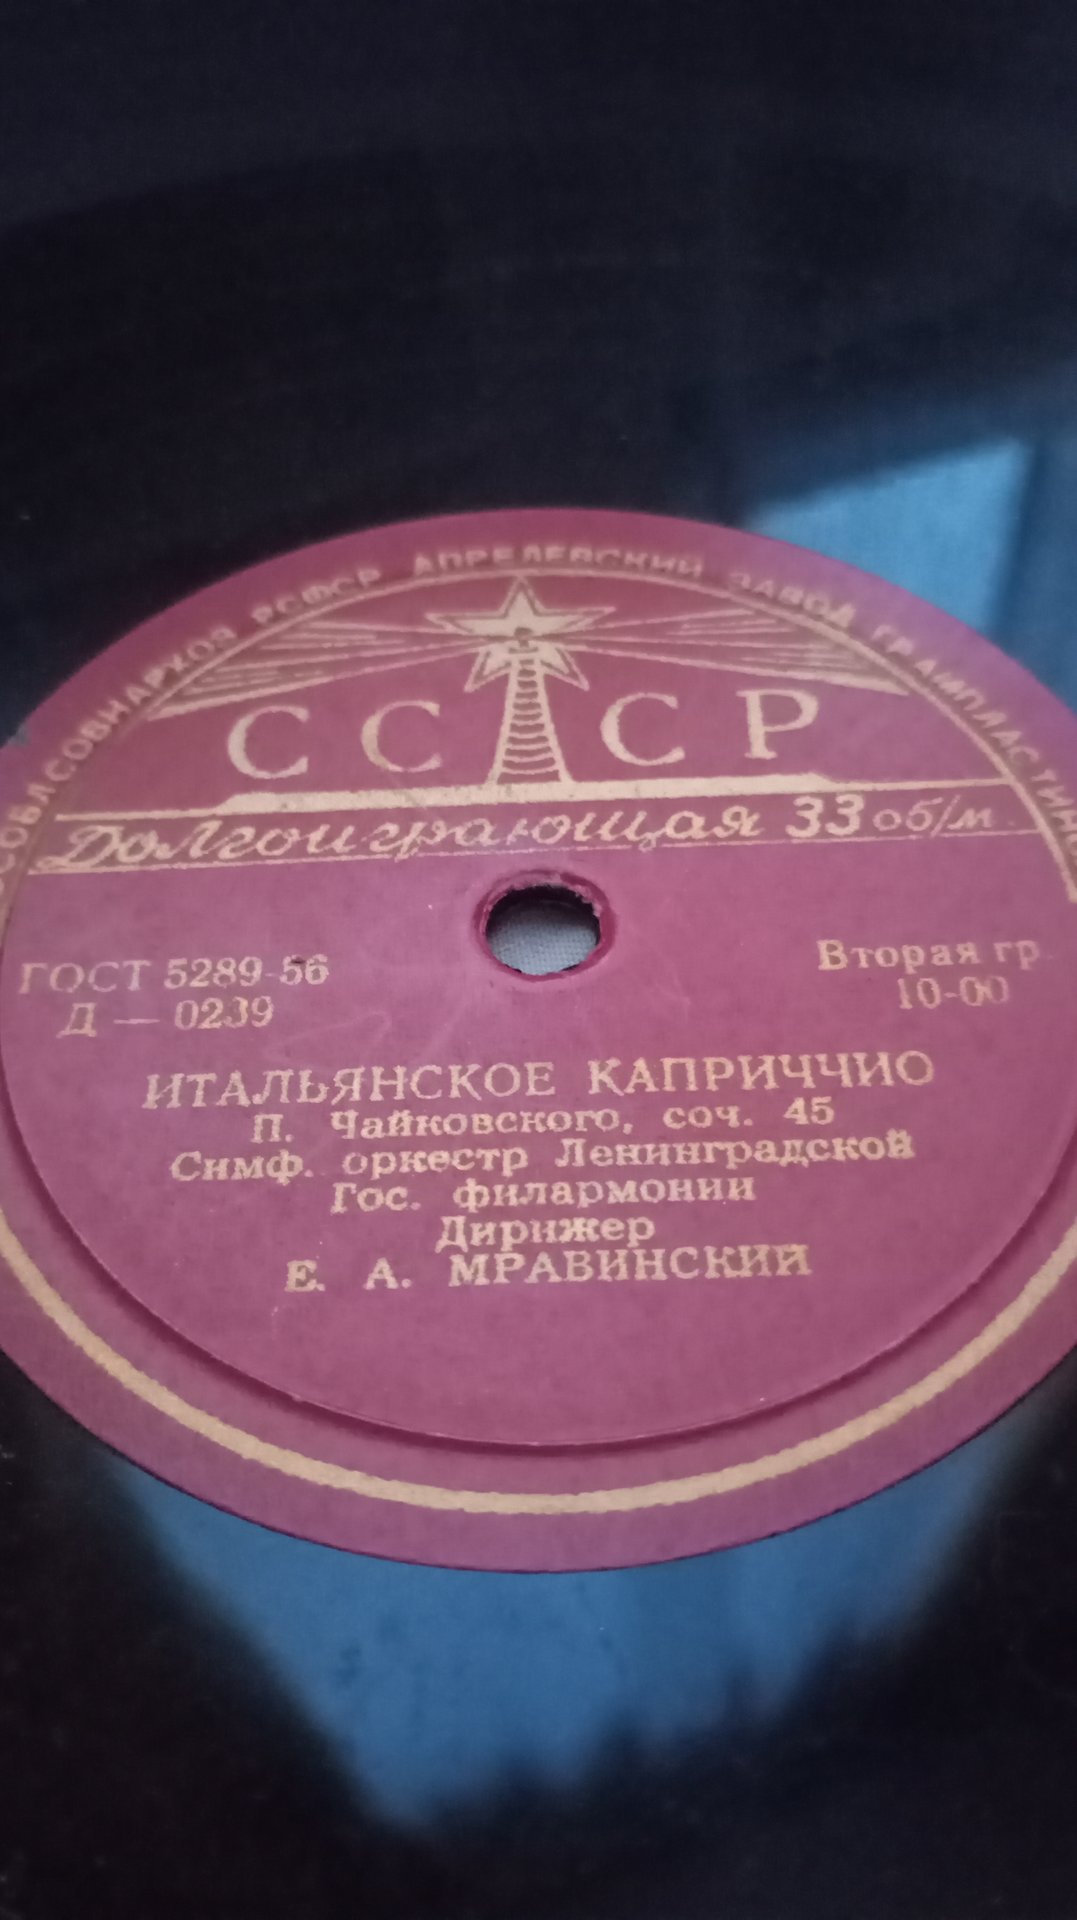 СОВНАРХОЗ РСФСР АПРЕЛЕВСКИЙ ЗАВОД ГРАМПЛАСТИНОК
СССР
Долгоиграющая 33 об/м
ГОСТ 5289-56
Вторая гр
Д — 0239
10-00
ИТАЛЬЯНСКОЕ КАПРИЧЧИО
П. Чайковского, соч. 45
Симф. оркестр Ленинградской
Гос. филармонии
Дирижер
Е. А. МРАВИНСКИЙ